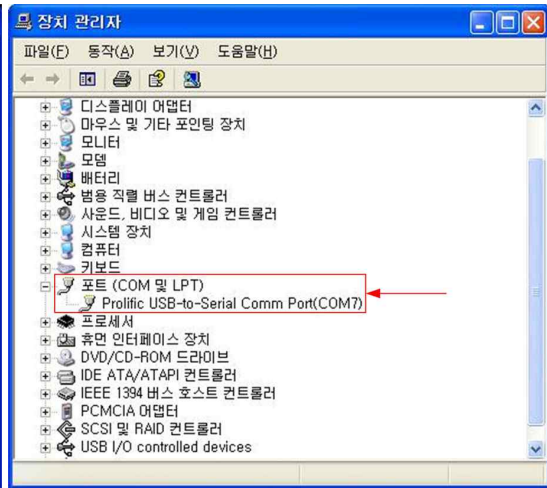 장치 관리자
파일(F) 동작(A) 보기(V) 도움말(H)
디스플레이 어댑터
마우스 및 기타 포인팅 장치
모니터
모뎀
배터리
범용 직렬 버스 컨트롤러
사운드, 비디오 및 게임 컨트롤러
시스템 장치
컴퓨터
키보드
포트 (COM 및 LPT)
Prolific USB-to-Serial Comm Port(COM7)
프로세서
휴먼 인터페이스 장치
DVD/CD-ROM 드라이브
IDE ATA/ATAPI 컨트롤러
IEEE 1394 버스 호스트 컨트롤러
PCMCIA 어댑터
SCSI 및 RAID 컨트롤러
USB I/O controlled devices